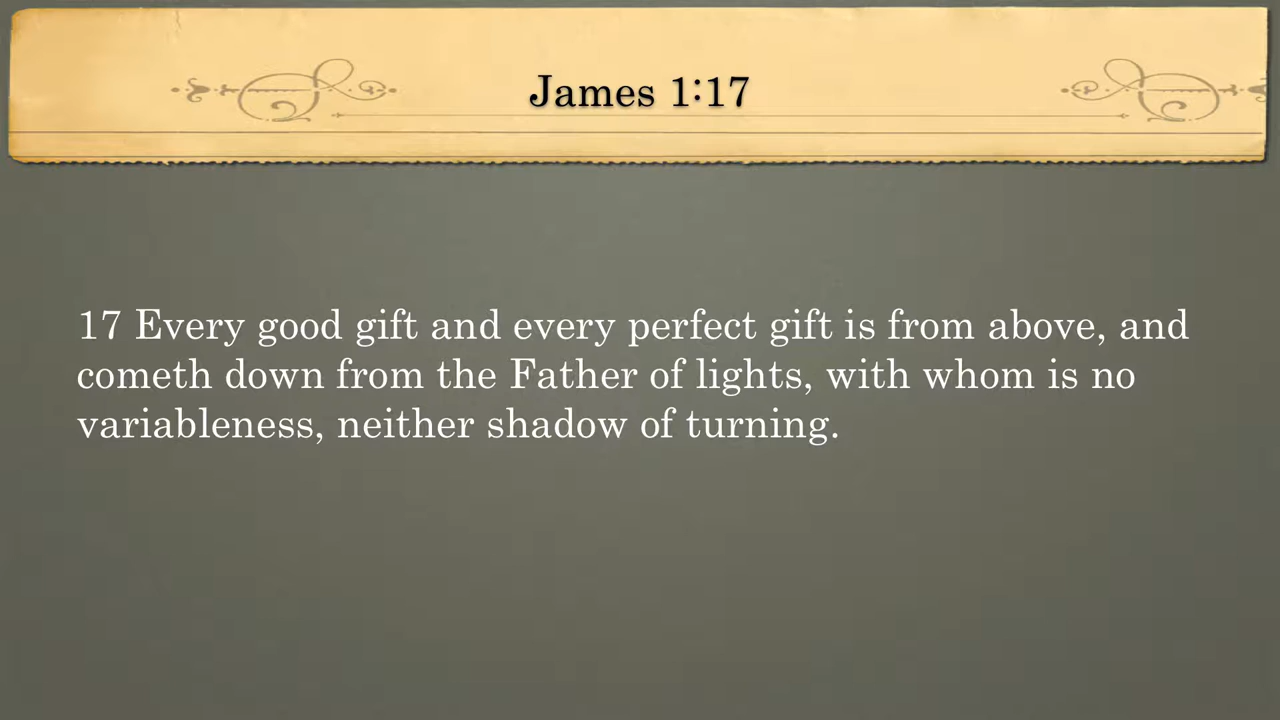 James 1:17
17 Every good gift and every perfect gift is from above, and
cometh down from the Father of lights, with whom is no
variableness, neither shadow of turning.